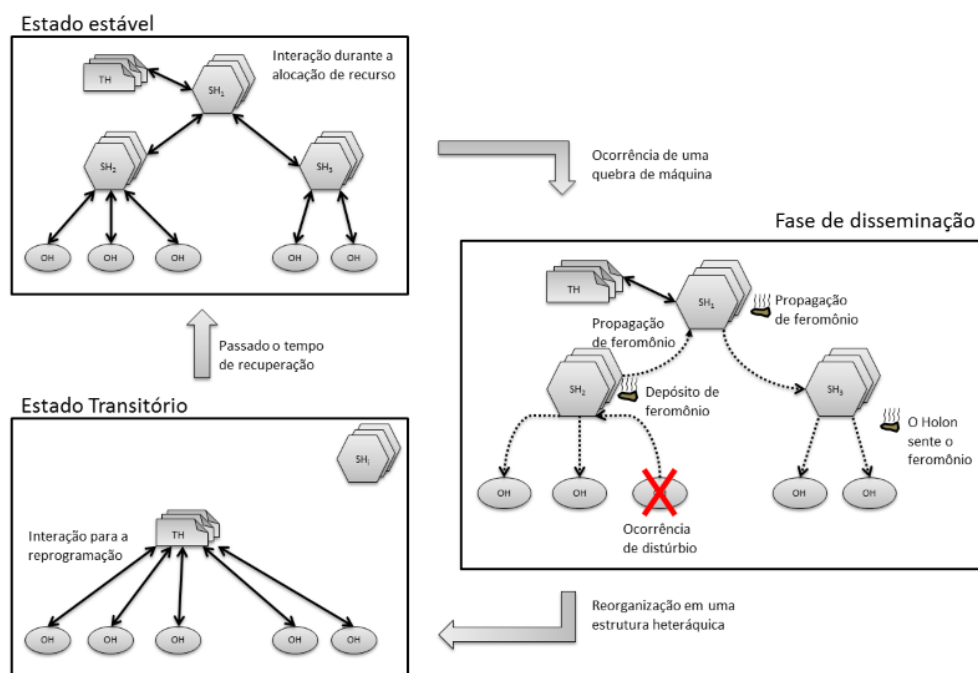 Estado estável
Interação durante a
alocação de recurso
TH
SH₁
SH₂
SH₃
OH
OH
OH
OH
OH
Ocorrência de uma
quebra de máquina
Fase de disseminação
TH
SH₁
Propagação
de feromônio
Propagação
de feromônio
SH₂
Depósito de
feromônio
SH₃
O Holon
sente o
feromônio
OH
OH
OH
OH
Ocorrência
de distúrbio
Passado o tempo
de recuperação
Estado Transitório
SHᵢ
TH
Interação para a
reprogramação
OH
OH
OH
OH
OH
Reorganização em uma
estrutura heteráquica